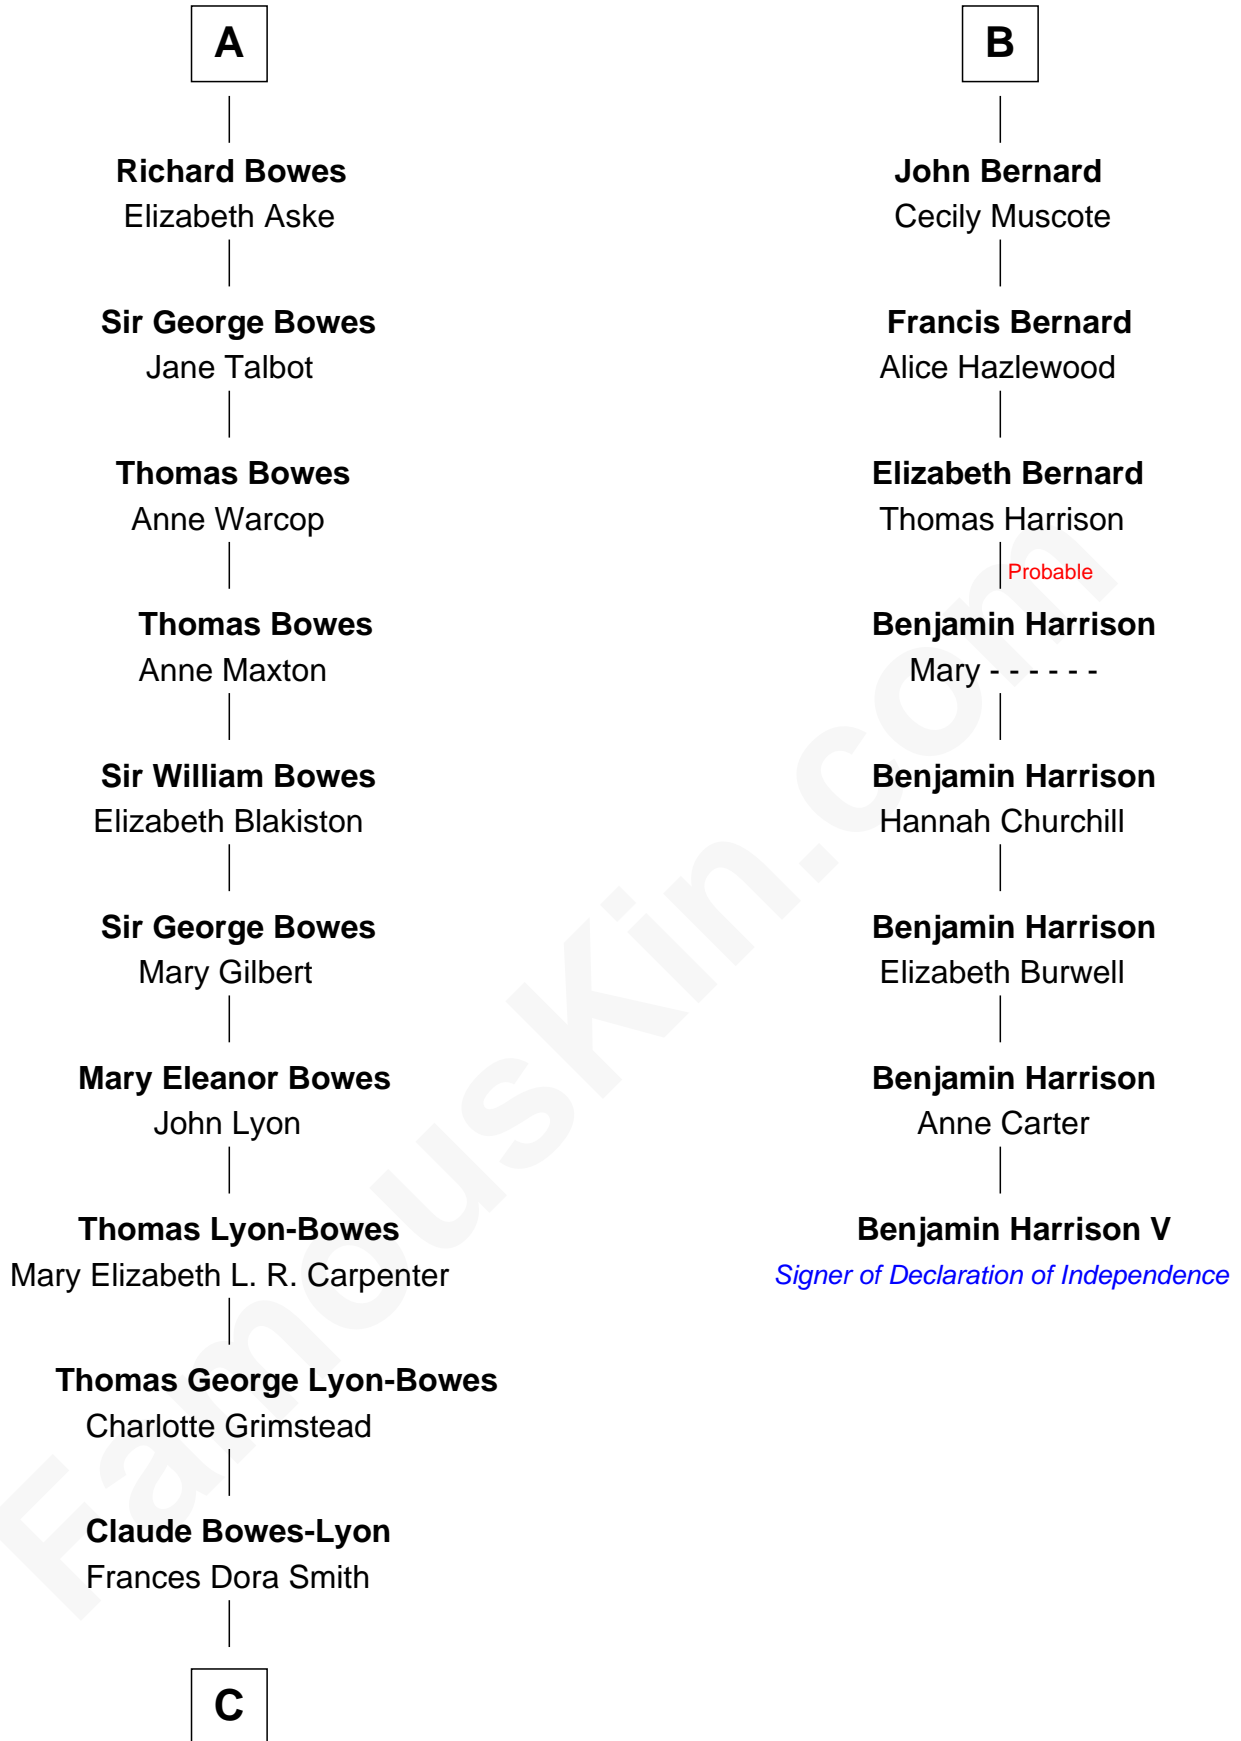 A
Richard Bowes
Elizabeth Aske
Sir George Bowes
Jane Talbot
Thomas Bowes
Anne Warcop
Thomas Bowes
Anne Maxton
Sir William Bowes
Elizabeth Blakiston
Sir George Bowes
Mary Gilbert
Mary Eleanor Bowes
John Lyon
Thomas Lyon-Bowes
Mary Elizabeth L. R. Carpenter
Thomas George Lyon-Bowes
Charlotte Grimstead
Claude Bowes-Lyon
Frances Dora Smith
C
B
John Bernard
Cecily Muscote
Francis Bernard
Alice Hazlewood
Elizabeth Bernard
Thomas Harrison
Probable
Benjamin Harrison
Mary - - - - - -
Benjamin Harrison
Hannah Churchill
Benjamin Harrison
Elizabeth Burwell
Benjamin Harrison
Anne Carter
Benjamin Harrison V
Signer of Declaration of Independence
FamousKin.com